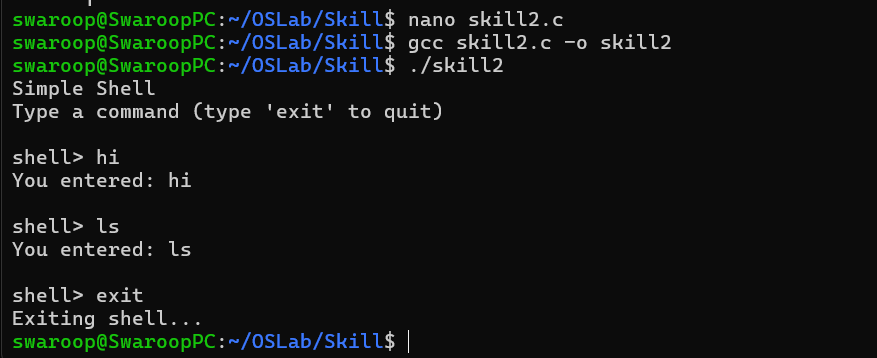 swaroop@SwaroopPC:~/OSLab/Skill$ nano skill2.c
swaroop@SwaroopPC:~/OSLab/Skill$ gcc skill2.c -o skill2
swaroop@SwaroopPC:~/OSLab/Skill$ ./skill2
Simple Shell
Type a command (type 'exit' to quit)

shell> hi
You entered: hi

shell> ls
You entered: ls

shell> exit
Exiting shell...
swaroop@SwaroopPC:~/OSLab/Skill$